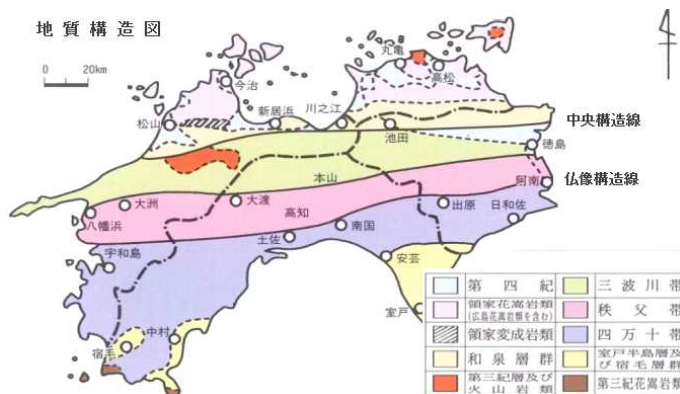 地質構造図
0 20km
丸亀
高松
今治
新居浜
川之江
松山
池田
中央構造線
徳島
本山
阿南
仏像構造線
大洲
大渡
高知
出原
日和佐
八幡浜
土佐
南国
宇和島
安芸
室戸
中村
宿毛
第四紀
三波川帯
領家花崗岩類
(広島花崗岩類を含む)
秩父帯
領家変成岩類
四万十帯
和泉層群
室戸半島層及び宿毛層群
第三紀層及び
火山岩類
第三紀花崗岩類